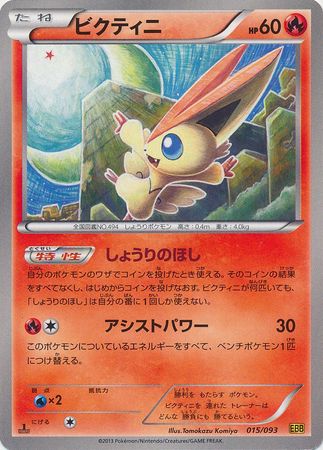 たね ビクティニ HP60
全国図鑑NO.494 しょうりポケモン 高さ：0.4m 重さ：4.0kg
とくせい
特性 しょうりのほし
自分のポケモンのワザでコインを投げたとき使える。そのコインの結果
をすべてなくし、はじめからコインを投げなおす。ビクティニが何匹いても、
「しょうりのほし」は自分の番に1回しか使えない。
アシストパワー 30
このポケモンについているエネルギーをすべて、ベンチポケモン1匹
につけ替える。
弱点 抵抗力
×2
にげる
勝利を もたらす ポケモン。
ビクティニを 連れた トレーナーは
どんな 勝負にも 勝てるという。
1
Illus.Tomokazu Komiya 015/093 EBB
©2013 Pokémon/Nintendo/Creatures/GAME FREAK.